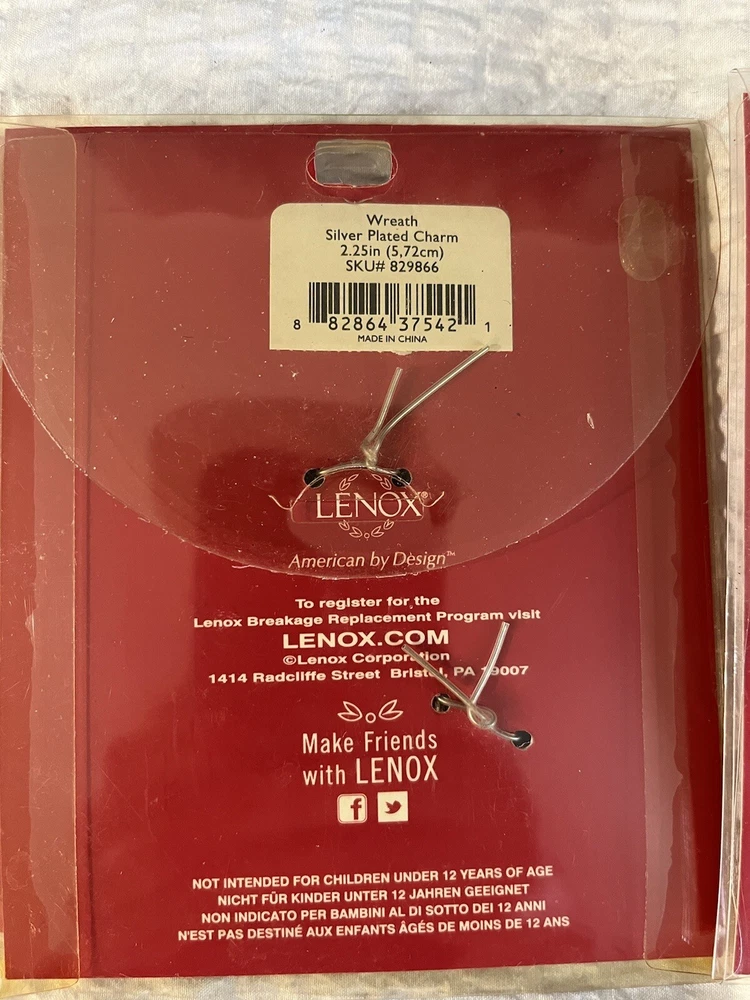 Wreath
Silver Plated Charm
2.25in (5,72cm)
SKU# 829866
8 82864 37542 1
MADE IN CHINA
LENOX®
American by Design™
To register for the
Lenox Breakage Replacement Program visit
LENOX.COM
©Lenox Corporation
1414 Radcliffe Street Bristol, PA 19007
Make Friends
with LENOX
f
NOT INTENDED FOR CHILDREN UNDER 12 YEARS OF AGE
NICHT FÜR KINDER UNTER 12 JAHREN GEEIGNET
NON INDICATO PER BAMBINI AL DI SOTTO DEI 12 ANNI
N'EST PAS DESTINÉ AUX ENFANTS ÂGÉS DE MOINS DE 12 ANS